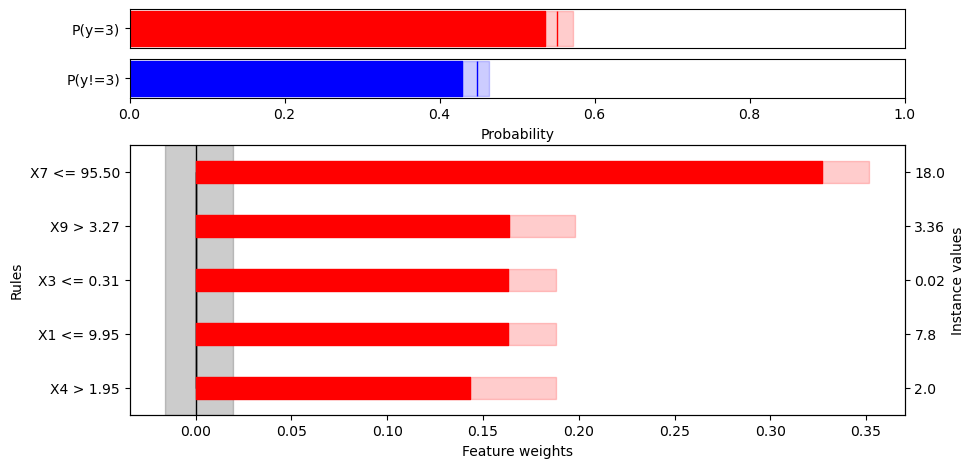 P(y=3)
P(y!=3)
0.0 0.2 0.4 0.6 0.8 1.0
Probability
X7 <= 95.50 18.0
X9 > 3.27 3.36
X3 <= 0.31 0.02
X1 <= 9.95 7.8
X4 > 1.95 2.0
Rules
Instance values
0.00 0.05 0.10 0.15 0.20 0.25 0.30 0.35
Feature weights